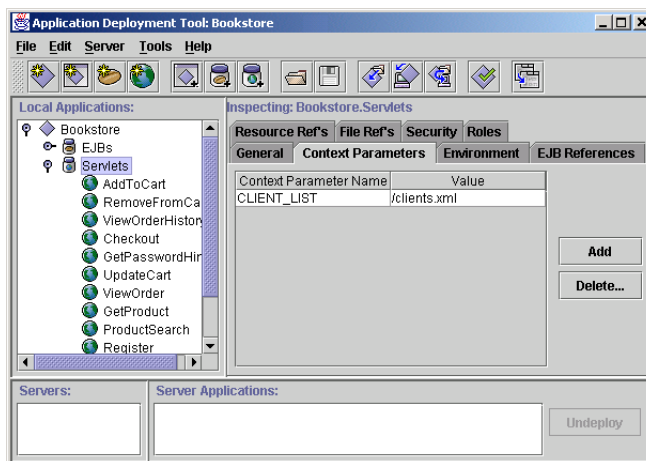 Application Deployment Tool: Bookstore
File Edit Server Tools Help
Local Applications:
Bookstore
EJBs
Servlets
AddToCart
RemoveFromCa
ViewOrderHistory
Checkout
GetPasswordHin
UpdateCart
ViewOrder
GetProduct
ProductSearch
Register
Inspecting: Bookstore.Servlets
Resource Ref's File Ref's Security Roles
General Context Parameters Environment EJB References
Context Parameter Name Value
CLIENT_LIST /clients.xml
Add
Delete...
Servers:
Server Applications:
Undeploy